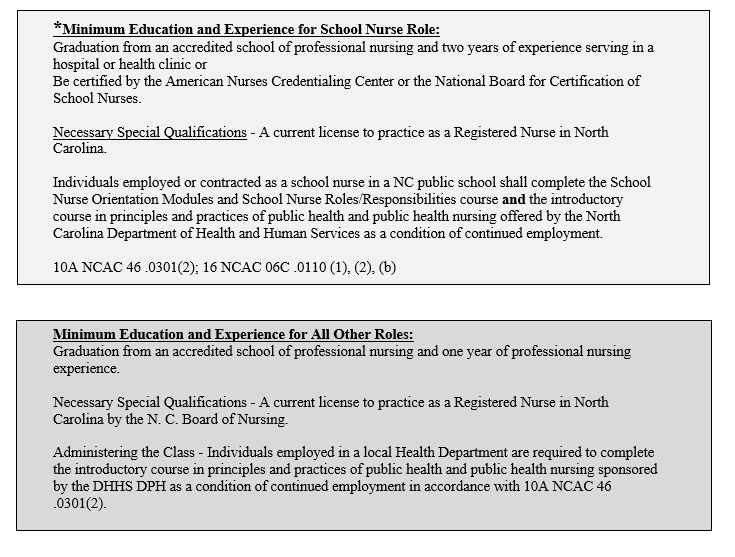 *Minimum Education and Experience for School Nurse Role:
Graduation from an accredited school of professional nursing and two years of experience serving in a
hospital or health clinic or
Be certified by the American Nurses Credentialing Center or the National Board for Certification of
School Nurses.
Necessary Special Qualifications - A current license to practice as a Registered Nurse in North
Carolina.
Individuals employed or contracted as a school nurse in a NC public school shall complete the School
Nurse Orientation Modules and School Nurse Roles/Responsibilities course and the introductory
course in principles and practices of public health and public health nursing offered by the North
Carolina Department of Health and Human Services as a condition of continued employment.
10A NCAC 46 .0301(2); 16 NCAC 06C .0110 (1), (2), (b)
Minimum Education and Experience for All Other Roles:
Graduation from an accredited school of professional nursing and one year of professional nursing
experience.
Necessary Special Qualifications - A current license to practice as a Registered Nurse in North
Carolina by the N. C. Board of Nursing.
Administering the Class - Individuals employed in a local Health Department are required to complete
the introductory course in principles and practices of public health and public health nursing sponsored
by the DHHS DPH as a condition of continued employment in accordance with 10A NCAC 46
.0301(2).